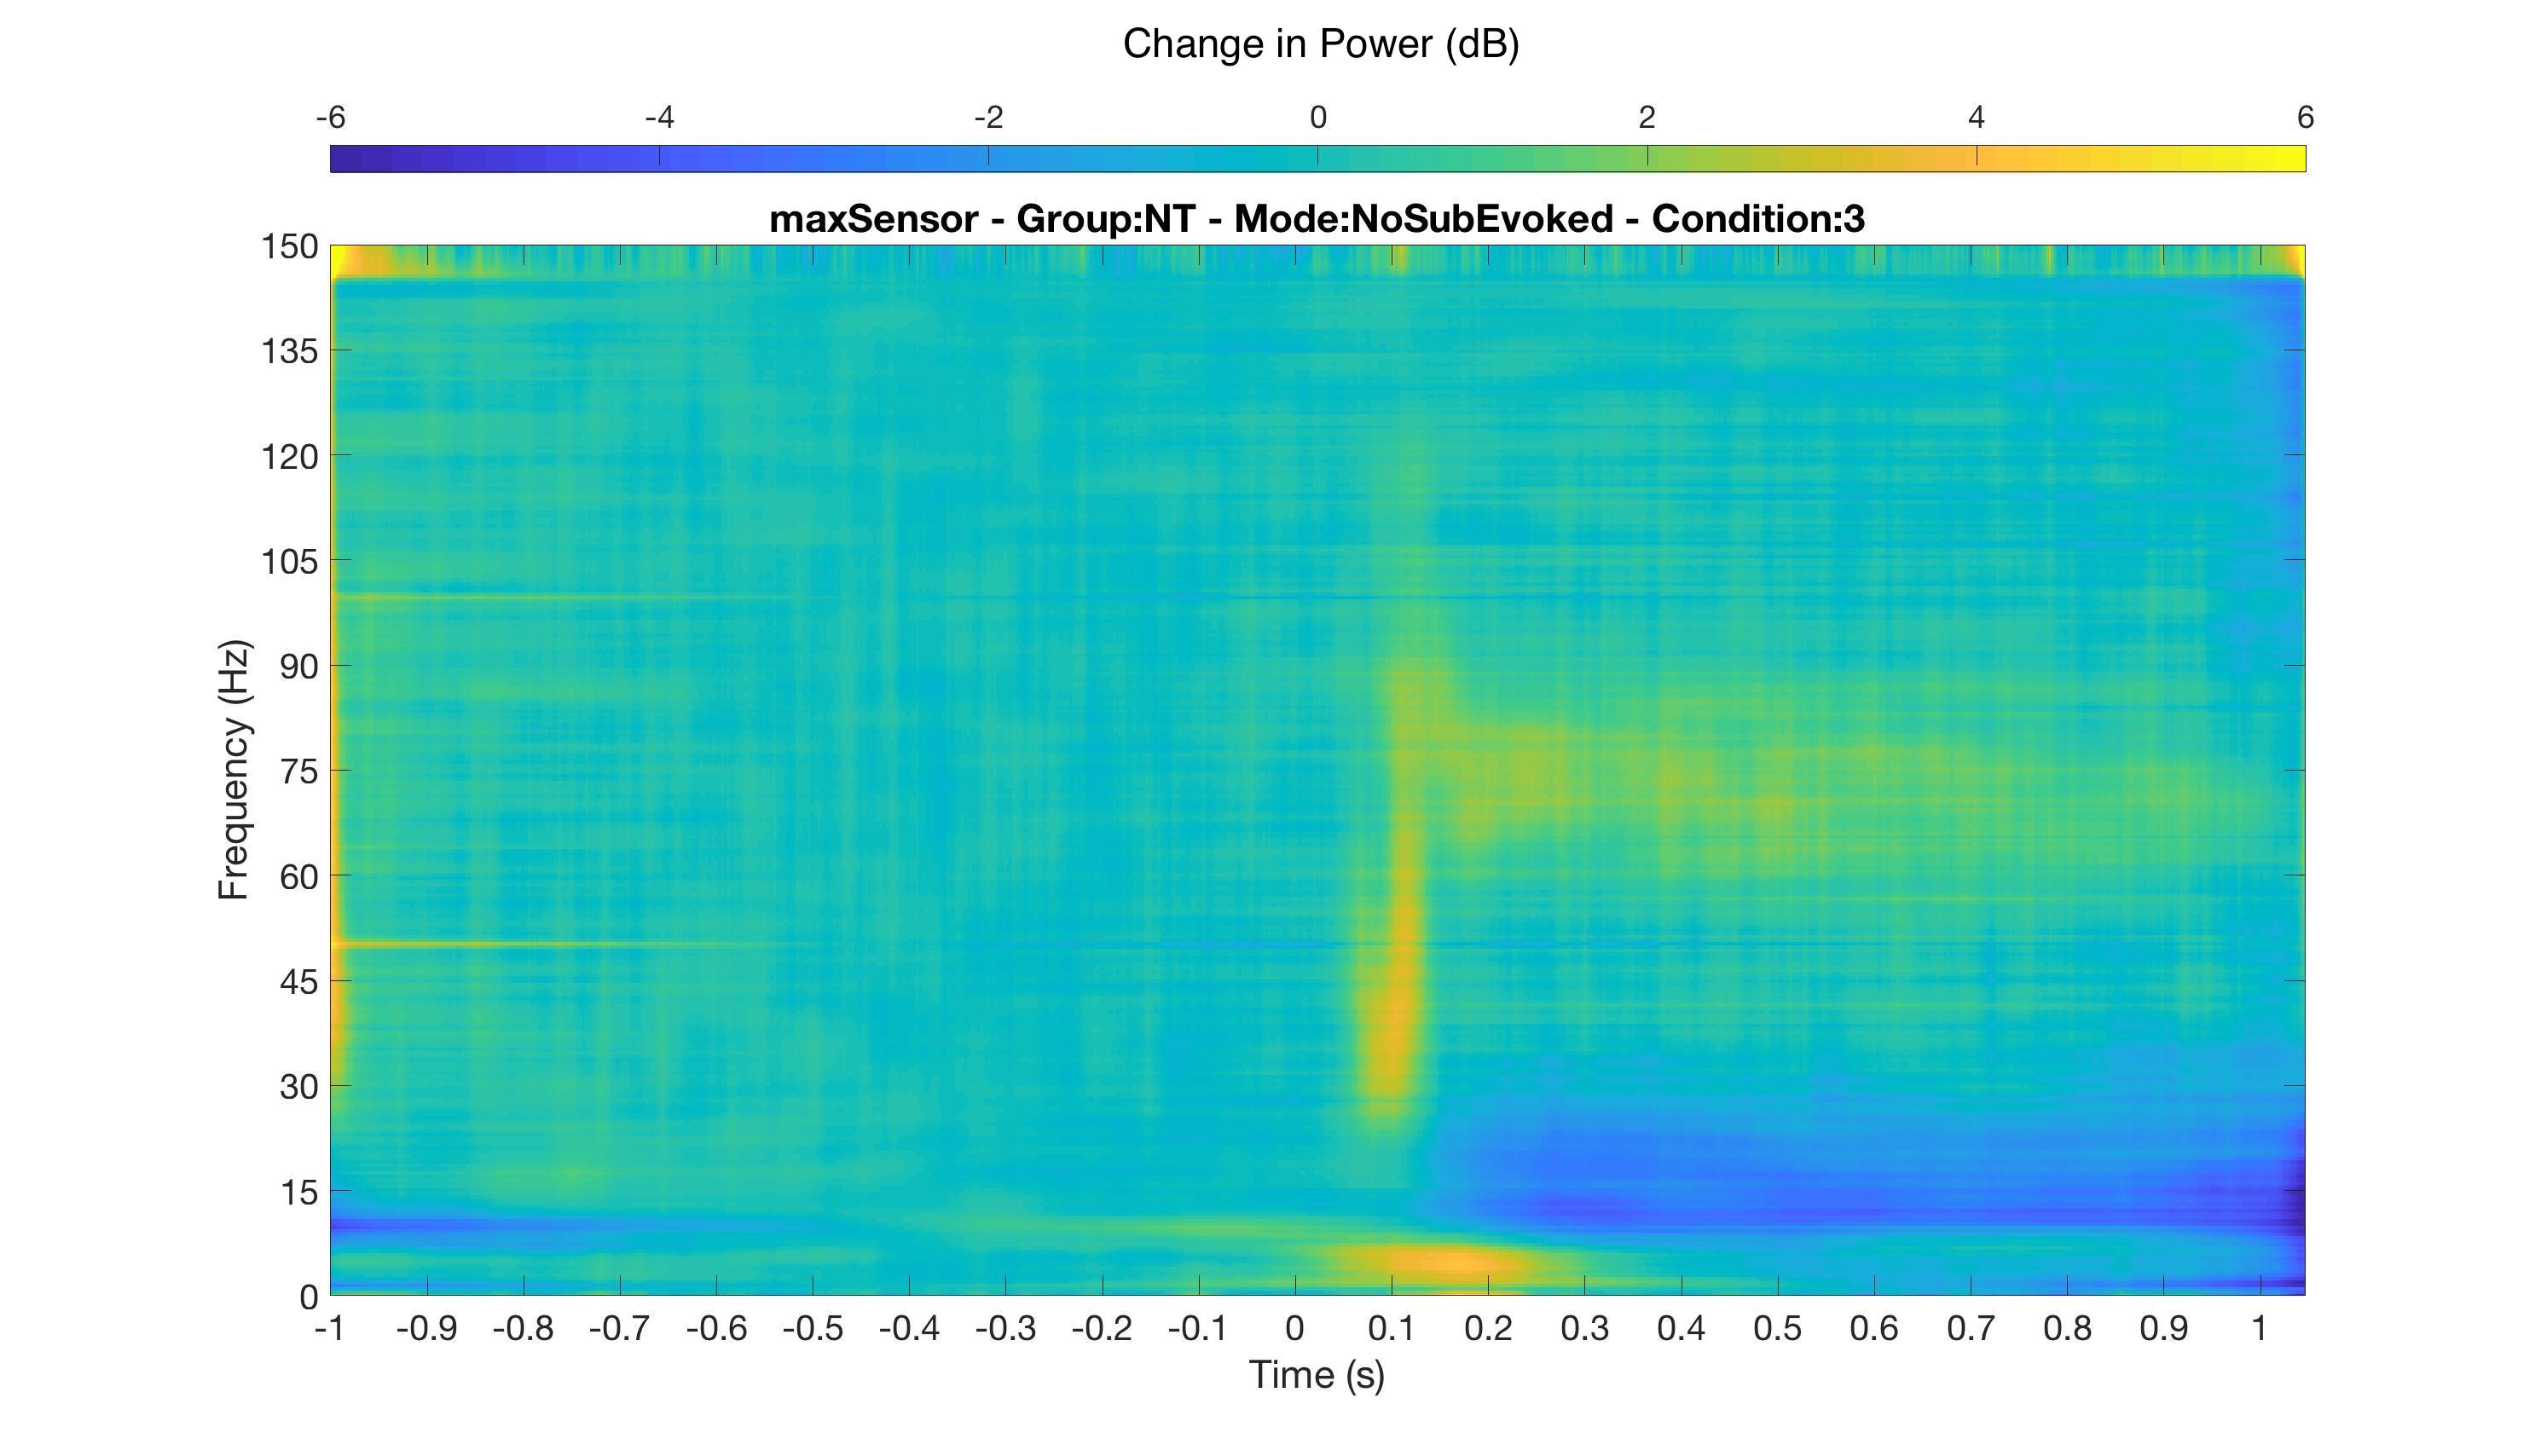 Change in Power (dB)
-6 -4 -2 0 2 4 6
maxSensor - Group:NT - Mode:NoSubEvoked - Condition:3
150
135
120
105
90
75
60
45
30
15
0
Frequency (Hz)
-1 -0.9 -0.8 -0.7 -0.6 -0.5 -0.4 -0.3 -0.2 -0.1 0 0.1 0.2 0.3 0.4 0.5 0.6 0.7 0.8 0.9 1
Time (s)